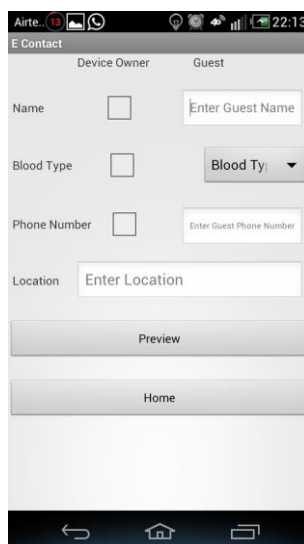 Airte.. 13 22:13
E Contact
Device Owner Guest
Name Enter Guest Name
Blood Type Blood Ty
Phone Number Enter Guest Phone Number
Location Enter Location
Preview
Home